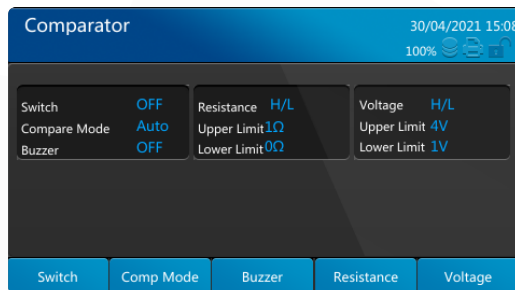 Comparator
30/04/2021 15:08
100%
Switch OFF
Compare Mode Auto
Buzzer OFF
Resistance H/L
Upper Limit 1Ω
Lower Limit 0Ω
Voltage H/L
Upper Limit 4V
Lower Limit 1V
Switch Comp Mode Buzzer Resistance Voltage